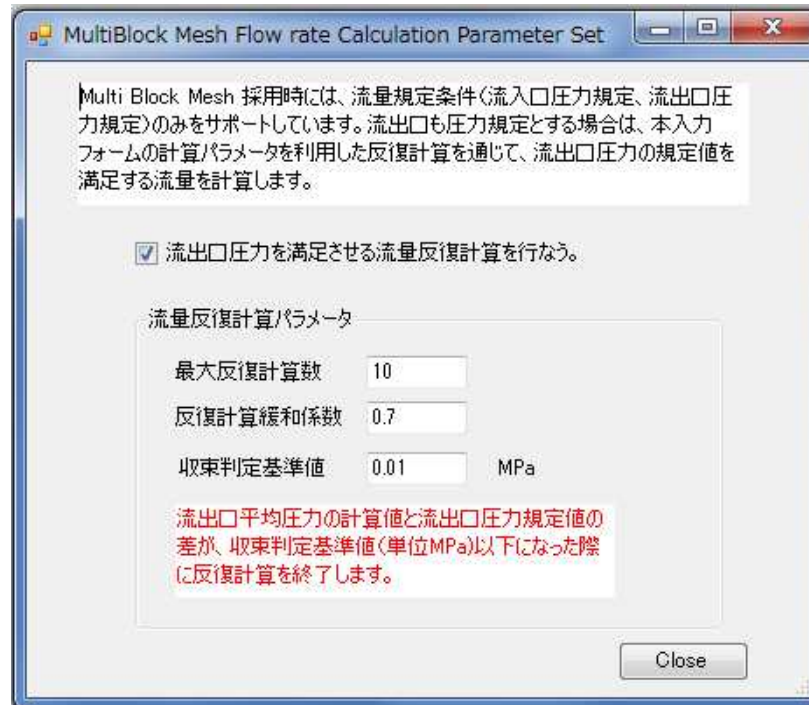 MultiBlock Mesh Flow rate Calculation Parameter Set
Multi Block Mesh 採用時には、流量規定条件(流入口圧力規定、流出口圧
力規定)のみをサポートしています。流出口も圧力規定とする場合は、本入力
フォームの計算パラメータを利用した反復計算を通じて、流出口圧力の規定値を
満足する流量を計算します。
流出口圧力を満足させる流量反復計算を行なう。
流量反復計算パラメータ
最大反復計算数 10
反復計算緩和係数 0.7
収束判定基準値 0.01 MPa
流出口平均圧力の計算値と流出口圧力規定値の
差が、収束判定基準値(単位MPa)以下になった際
に反復計算を終了します。
Close